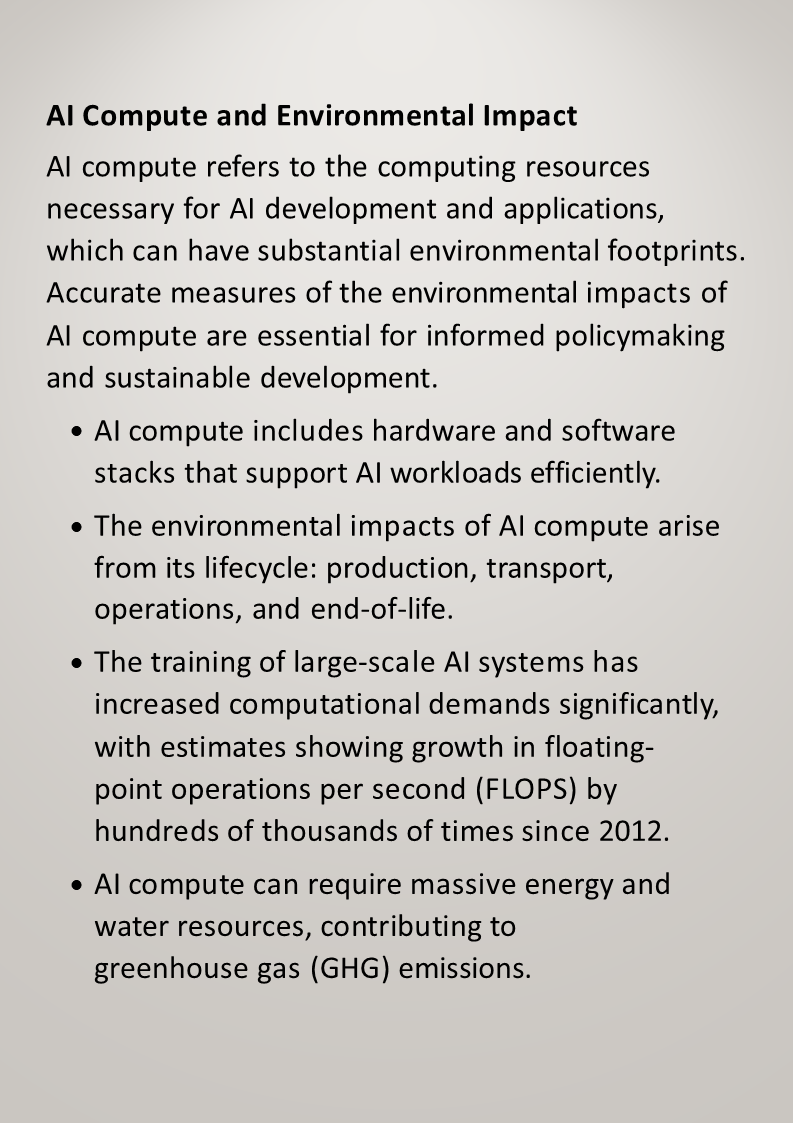 AI Compute and Environmental Impact
AI compute refers to the computing resources
necessary for AI development and applications,
which can have substantial environmental footprints.
Accurate measures of the environmental impacts of
AI compute are essential for informed policymaking
and sustainable development.
• AI compute includes hardware and software
stacks that support AI workloads efficiently.
• The environmental impacts of AI compute arise
from its lifecycle: production, transport,
operations, and end-of-life.
• The training of large-scale AI systems has
increased computational demands significantly,
with estimates showing growth in floating-
point operations per second (FLOPS) by
hundreds of thousands of times since 2012.
• AI compute can require massive energy and
water resources, contributing to
greenhouse gas (GHG) emissions.